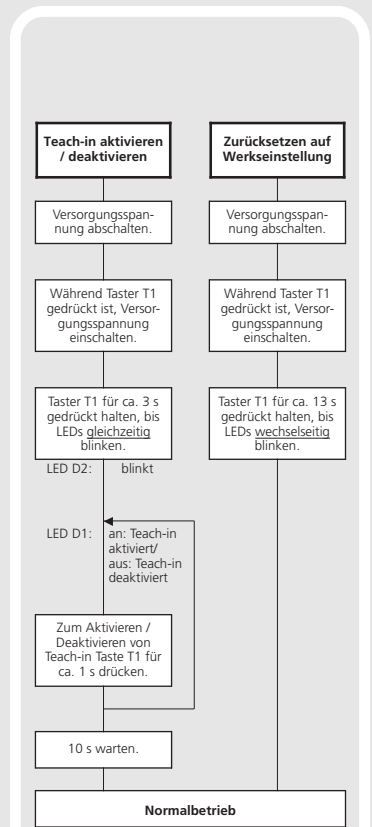 Teach-in aktivieren
/ deaktivieren
Versorgungsspan-
nung abschalten.
Während Taster T1
gedrückt ist, Versor-
gungsspannung
einschalten.
Taster T1 für ca. 3 s
gedrückt halten, bis
LEDs gleichzeitig
blinken.
LED D2: blinkt
LED D1: an: Teach-in
aktiviert/
aus: Teach-in
deaktiviert
Zum Aktivieren /
Deaktivieren von
Teach-in Taste T1 für
ca. 1 s drücken.
10 s warten.
Zurücksetzen auf
Werkseinstellung
Versorgungsspan-
nung abschalten.
Während Taster T1
gedrückt ist, Versor-
gungsspannung
einschalten.
Taster T1 für ca. 13 s
gedrückt halten, bis
LEDs wechselseitig
blinken.
Normalbetrieb